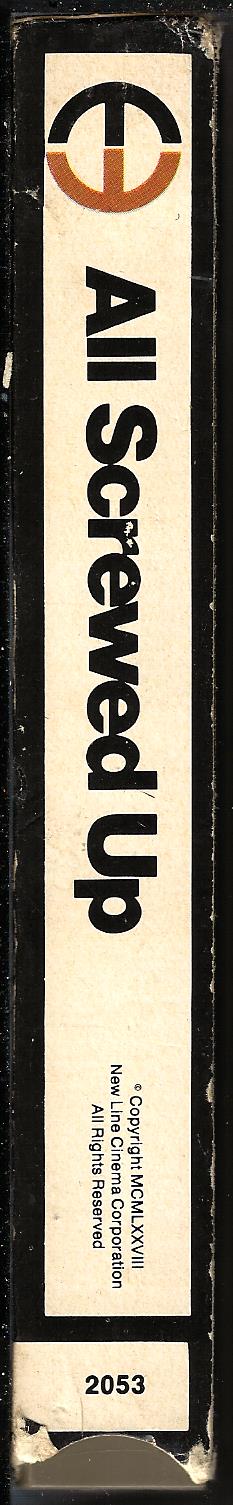 All Screwed Up
© Copyright MCMLXXVIII
New Line Cinema Corporation
All Rights Reserved
2053